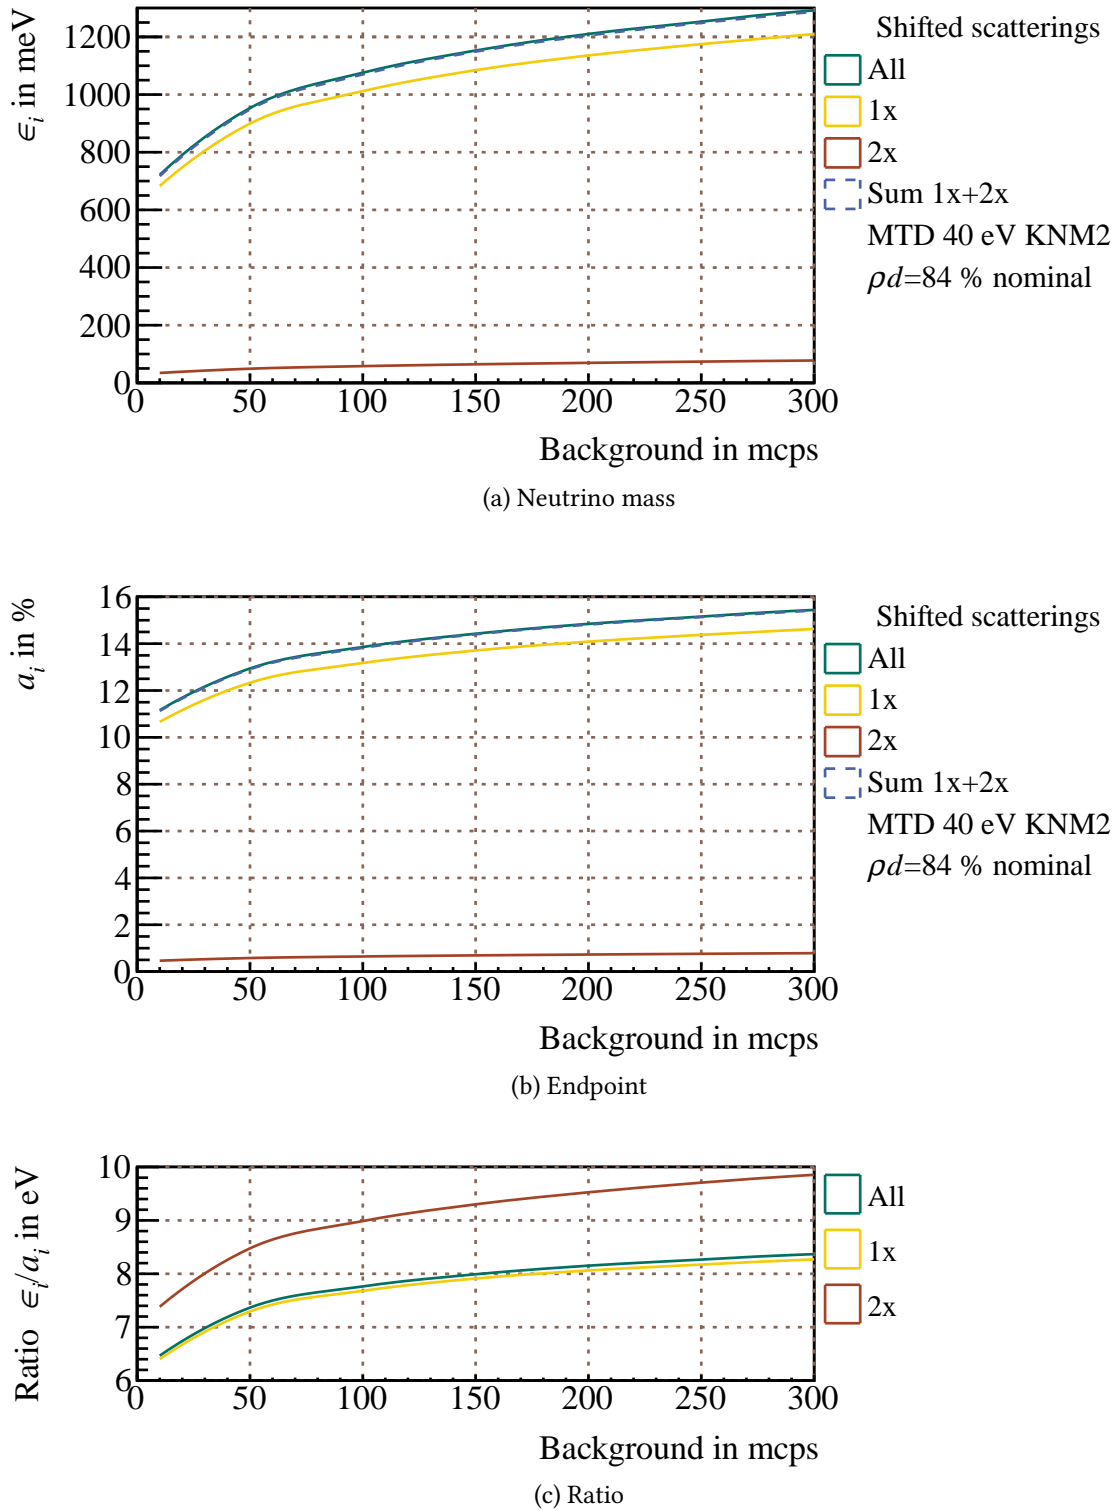 ϵi in meV
1200
1000
800
600
400
200
0
0 50 100 150 200 250 300
Background in mcps
Shifted scatterings
All
1x
2x
Sum 1x+2x
MTD 40 eV KNM2
ρd=84 % nominal
(a) Neutrino mass
ai in %
16
14
12
10
8
6
4
2
0
0 50 100 150 200 250 300
Background in mcps
Shifted scatterings
All
1x
2x
Sum 1x+2x
MTD 40 eV KNM2
ρd=84 % nominal
(b) Endpoint
Ratio ϵi/ai in eV
10
9
8
7
6
0 50 100 150 200 250 300
Background in mcps
All
1x
2x
(c) Ratio